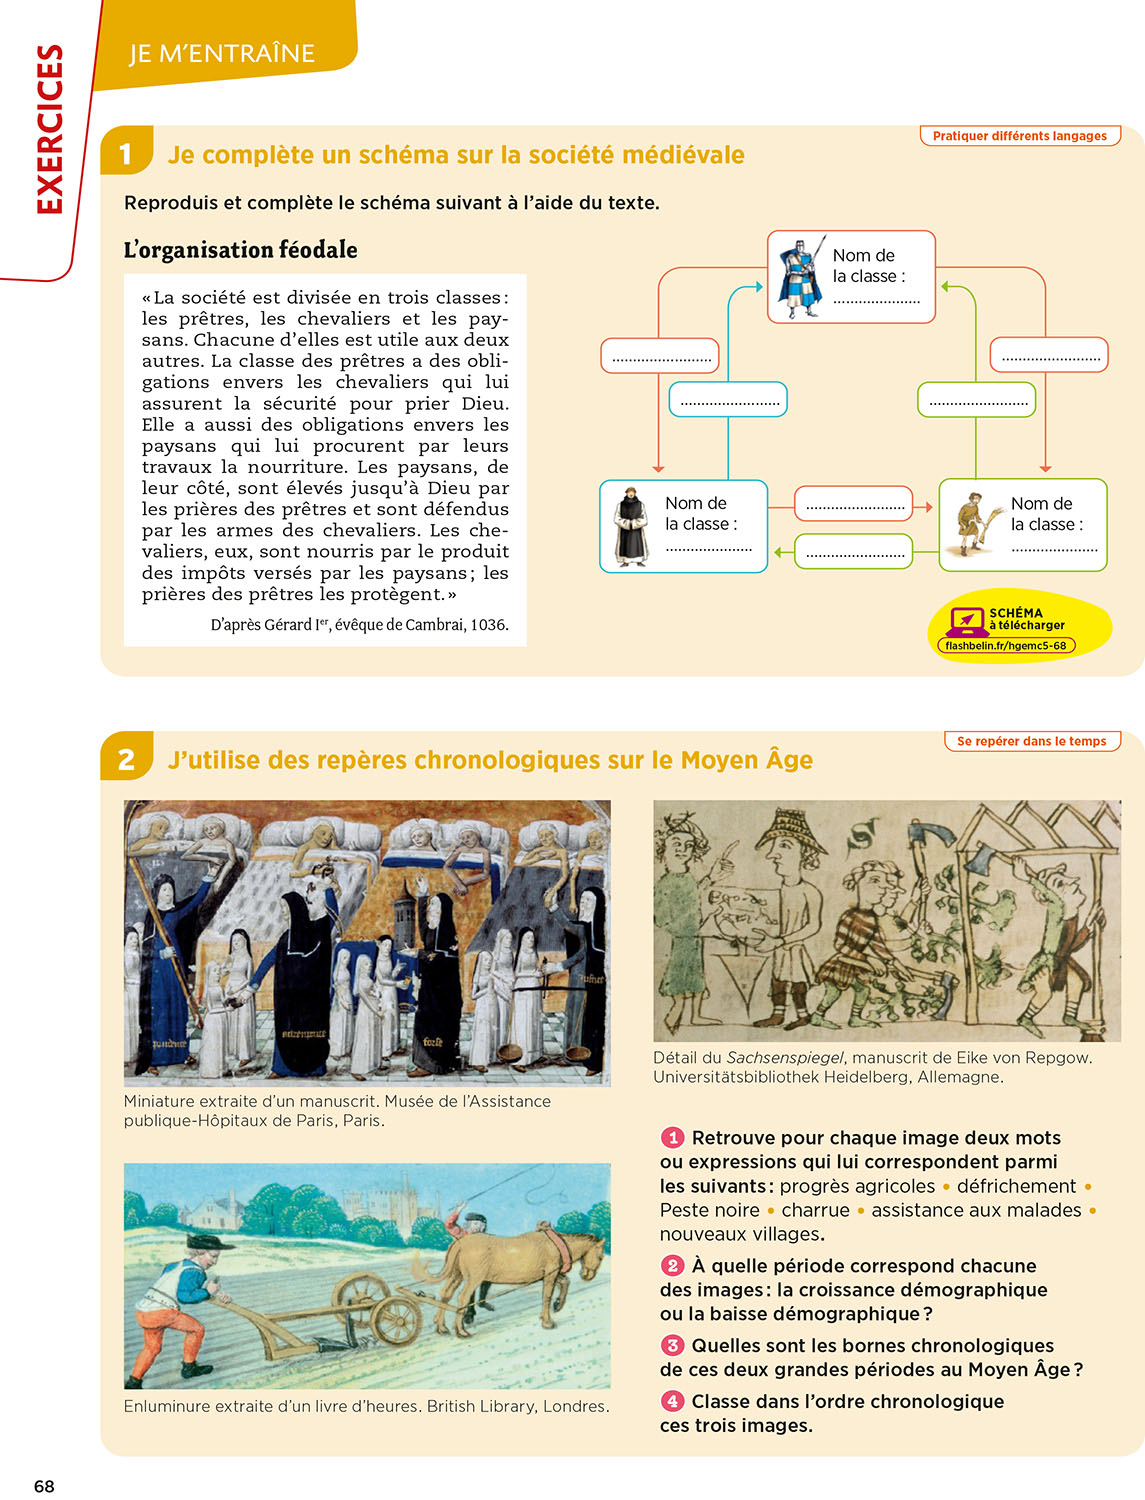 EXERCICES
JE M'ENTRAÎNE
Pratiquer différents langages
1 Je complète un schéma sur la société médiévale
Reproduis et complète le schéma suivant à l'aide du texte.
L'organisation féodale
« La société est divisée en trois classes :
les prêtres, les chevaliers et les pay-
sans. Chacune d'elles est utile aux deux
autres. La classe des prêtres a des obli-
gations envers les chevaliers qui lui
assurent la sécurité pour prier Dieu.
Elle a aussi des obligations envers les
paysans qui lui procurent par leurs
travaux la nourriture. Les paysans, de
leur côté, sont élevés jusqu'à Dieu par
les prières des prêtres et sont défendus
par les armes des chevaliers. Les che-
valiers, eux, sont nourris par le produit
des impôts versés par les paysans ; les
prières des prêtres les protègent. »
D'après Gérard Ier, évêque de Cambrai, 1036.
Nom de
la classe :
.....................
........................
........................
........................
........................
Nom de
la classe :
.....................
........................
........................
Nom de
la classe :
.....................
SCHÉMA
à télécharger
flashbelin.fr/hgemc5-68
Se repérer dans le temps
2 J'utilise des repères chronologiques sur le Moyen Âge
prudence
attrempance
force
justice
Miniature extraite d'un manuscrit. Musée de l'Assistance
publique-Hôpitaux de Paris, Paris.
Enluminure extraite d'un livre d'heures. British Library, Londres.
Détail du Sachsenspiegel, manuscrit de Eike von Repgow.
Universitätsbibliothek Heidelberg, Allemagne.
1 Retrouve pour chaque image deux mots
ou expressions qui lui correspondent parmi
les suivants : progrès agricoles • défrichement •
Peste noire • charrue • assistance aux malades •
nouveaux villages.
2 À quelle période correspond chacune
des images : la croissance démographique
ou la baisse démographique ?
3 Quelles sont les bornes chronologiques
de ces deux grandes périodes au Moyen Âge ?
4 Classe dans l'ordre chronologique
ces trois images.
68